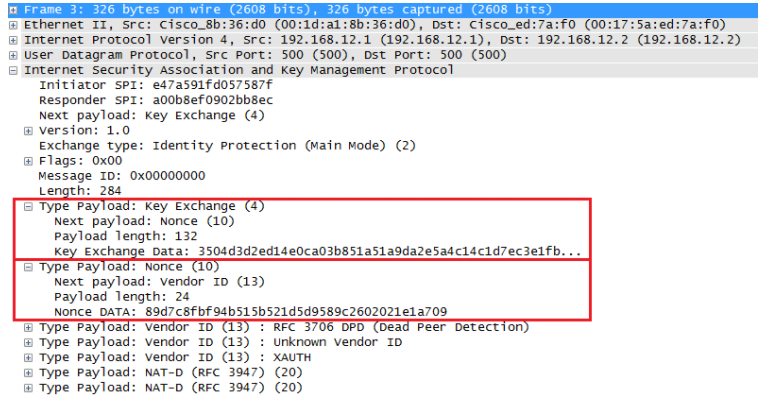 Frame 3: 326 bytes on wire (2608 bits), 326 bytes captured (2608 bits)
Ethernet II, Src: Cisco_8b:36:d0 (00:1d:a1:8b:36:d0), Dst: Cisco_ed:7a:f0 (00:17:5a:ed:7a:f0)
Internet Protocol Version 4, Src: 192.168.12.1 (192.168.12.1), Dst: 192.168.12.2 (192.168.12.2)
User Datagram Protocol, Src Port: 500 (500), Dst Port: 500 (500)
Internet Security Association and Key Management Protocol
Initiator SPI: e47a591fd057587f
Responder SPI: a00b8ef0902bb8ec
Next payload: Key Exchange (4)
Version: 1.0
Exchange type: Identity Protection (Main Mode) (2)
Flags: 0x00
Message ID: 0x00000000
Length: 284
Type Payload: Key Exchange (4)
Next payload: Nonce (10)
Payload length: 132
Key Exchange Data: 3504d3d2ed14e0ca03b851a51a9da2e5a4c14c1d7ec3e1fb...
Type Payload: Nonce (10)
Next payload: Vendor ID (13)
Payload length: 24
Nonce DATA: 89d7c8fbf94b515b521d5d9589c2602021e1a709
Type Payload: Vendor ID (13) : RFC 3706 DPD (Dead Peer Detection)
Type Payload: Vendor ID (13) : Unknown Vendor ID
Type Payload: Vendor ID (13) : XAUTH
Type Payload: NAT-D (RFC 3947) (20)
Type Payload: NAT-D (RFC 3947) (20)